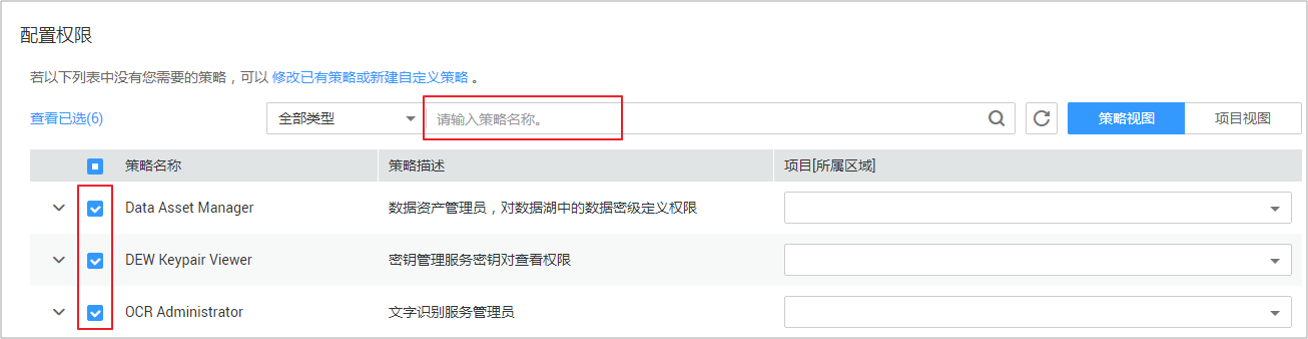 配置权限
若以下列表中没有您需要的策略，可以 修改已有策略或新建自定义策略 。
查看已选(6) 全部类型 请输入策略名称。 策略视图 项目视图
策略名称 策略描述 项目[所属区域]
Data Asset Manager 数据资产管理员，对数据湖中的数据密级定义权限
DEW Keypair Viewer 密钥管理服务密钥对查看权限
OCR Administrator 文字识别服务管理员